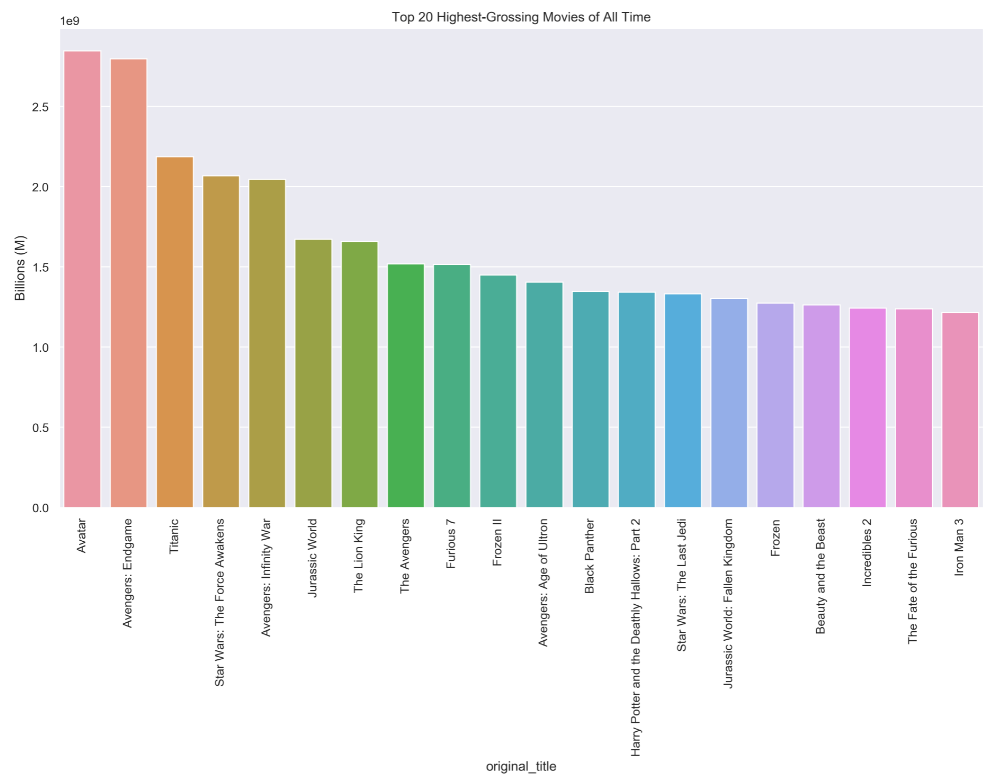 Top 20 Highest-Grossing Movies of All Time
1e9
2.5
2.0
1.5
1.0
0.5
0.0
Billions (M)
Avatar
Avengers: Endgame
Titanic
Star Wars: The Force Awakens
Avengers: Infinity War
Jurassic World
The Lion King
The Avengers
Furious 7
Frozen II
Avengers: Age of Ultron
Black Panther
Harry Potter and the Deathly Hallows: Part 2
Star Wars: The Last Jedi
Jurassic World: Fallen Kingdom
Frozen
Beauty and the Beast
Incredibles 2
The Fate of the Furious
Iron Man 3
original_title